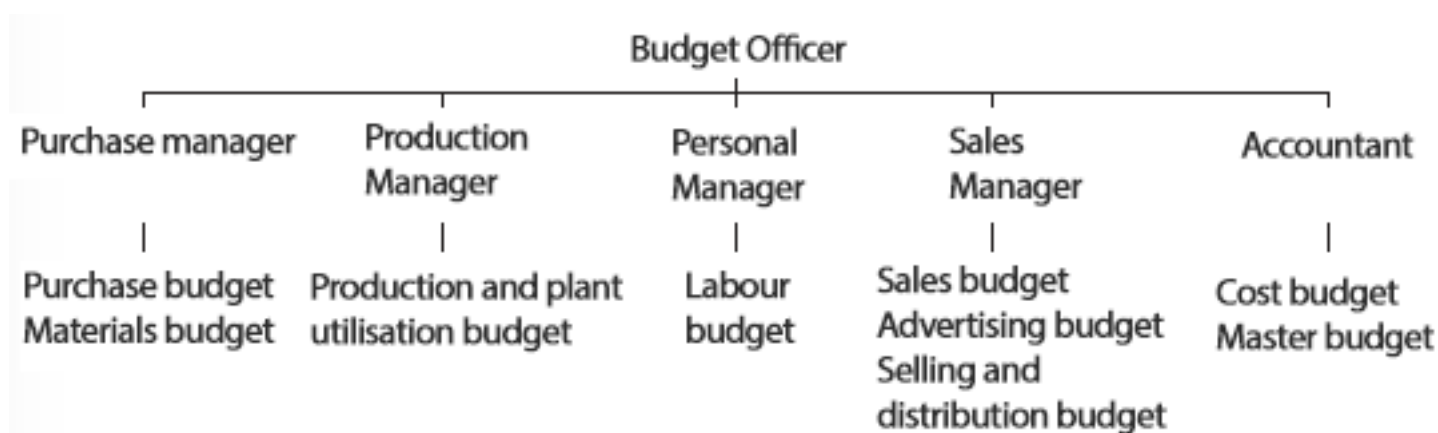 Budget Officer
Purchase manager
Production
Manager
Personal
Manager
Sales
Manager
Accountant
Purchase budget
Materials budget
Production and plant
utilisation budget
Labour
budget
Sales budget
Advertising budget
Selling and
distribution budget
Cost budget
Master budget